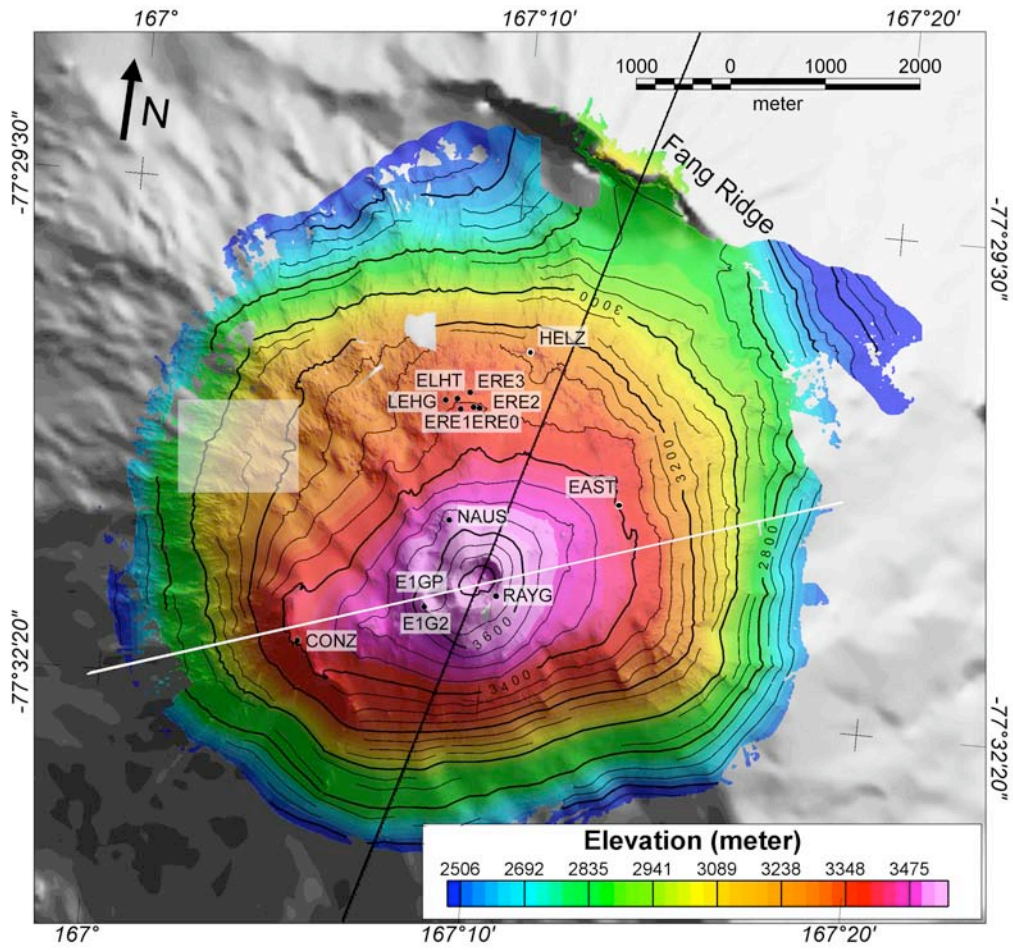 167° 167°10' 167°20'
1000 0 1000 2000
meter
N
-77°29'30"
Fang Ridge
-77°29'30"
3000
HELZ
ELHT ERE3
LEHG ERE2
ERE1 ERE0
3200
EAST
NAUS
2800
E1GP
RAYG
E1G2
3600
CONZ
3400
-77°32'20"
-77°32'20"
Elevation (meter)
2506 2692 2835 2941 3089 3238 3348 3475
167° 167°10' 167°20'